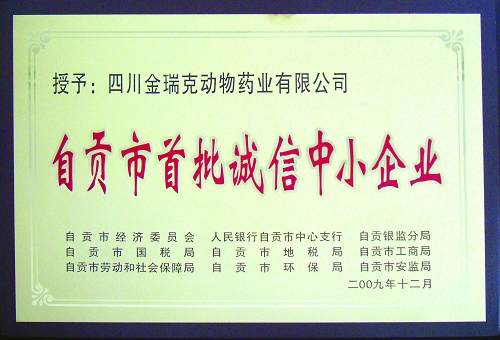 授予：四川金瑞克动物药业有限公司
自贡市首批诚信中小企业
自贡市经济委员会 人民银行自贡市中心支行 自贡银监分局
自贡市国税局 自贡市地税局 自贡市工商局
自贡市劳动和社会保障局 自贡市环保局 自贡市安监局
二00九年十二月